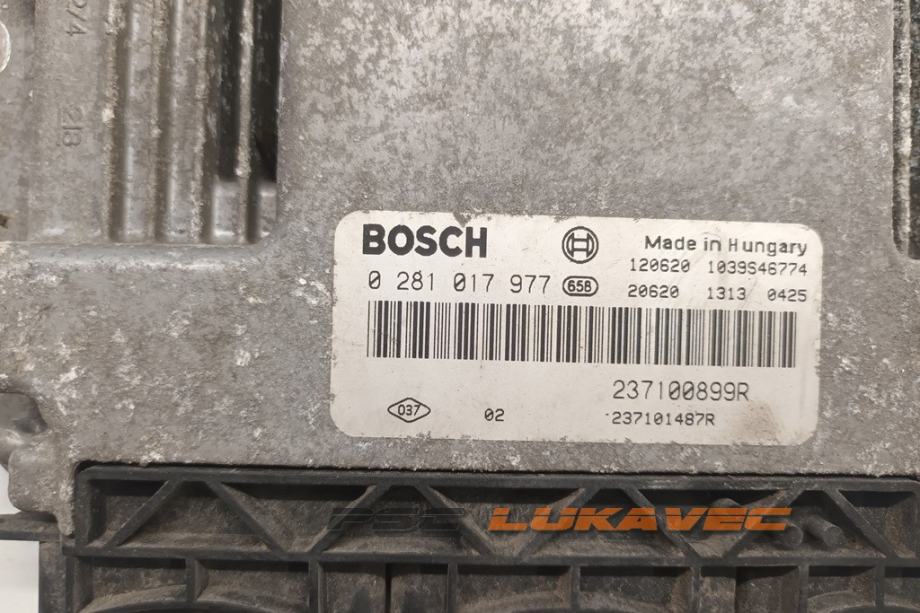 BOSCH
Made in Hungary
120620 1039S46774
0 281 017 977 658
20620 1313 0425
237100899R
037 02 237101487R
PSC LUKAVEC